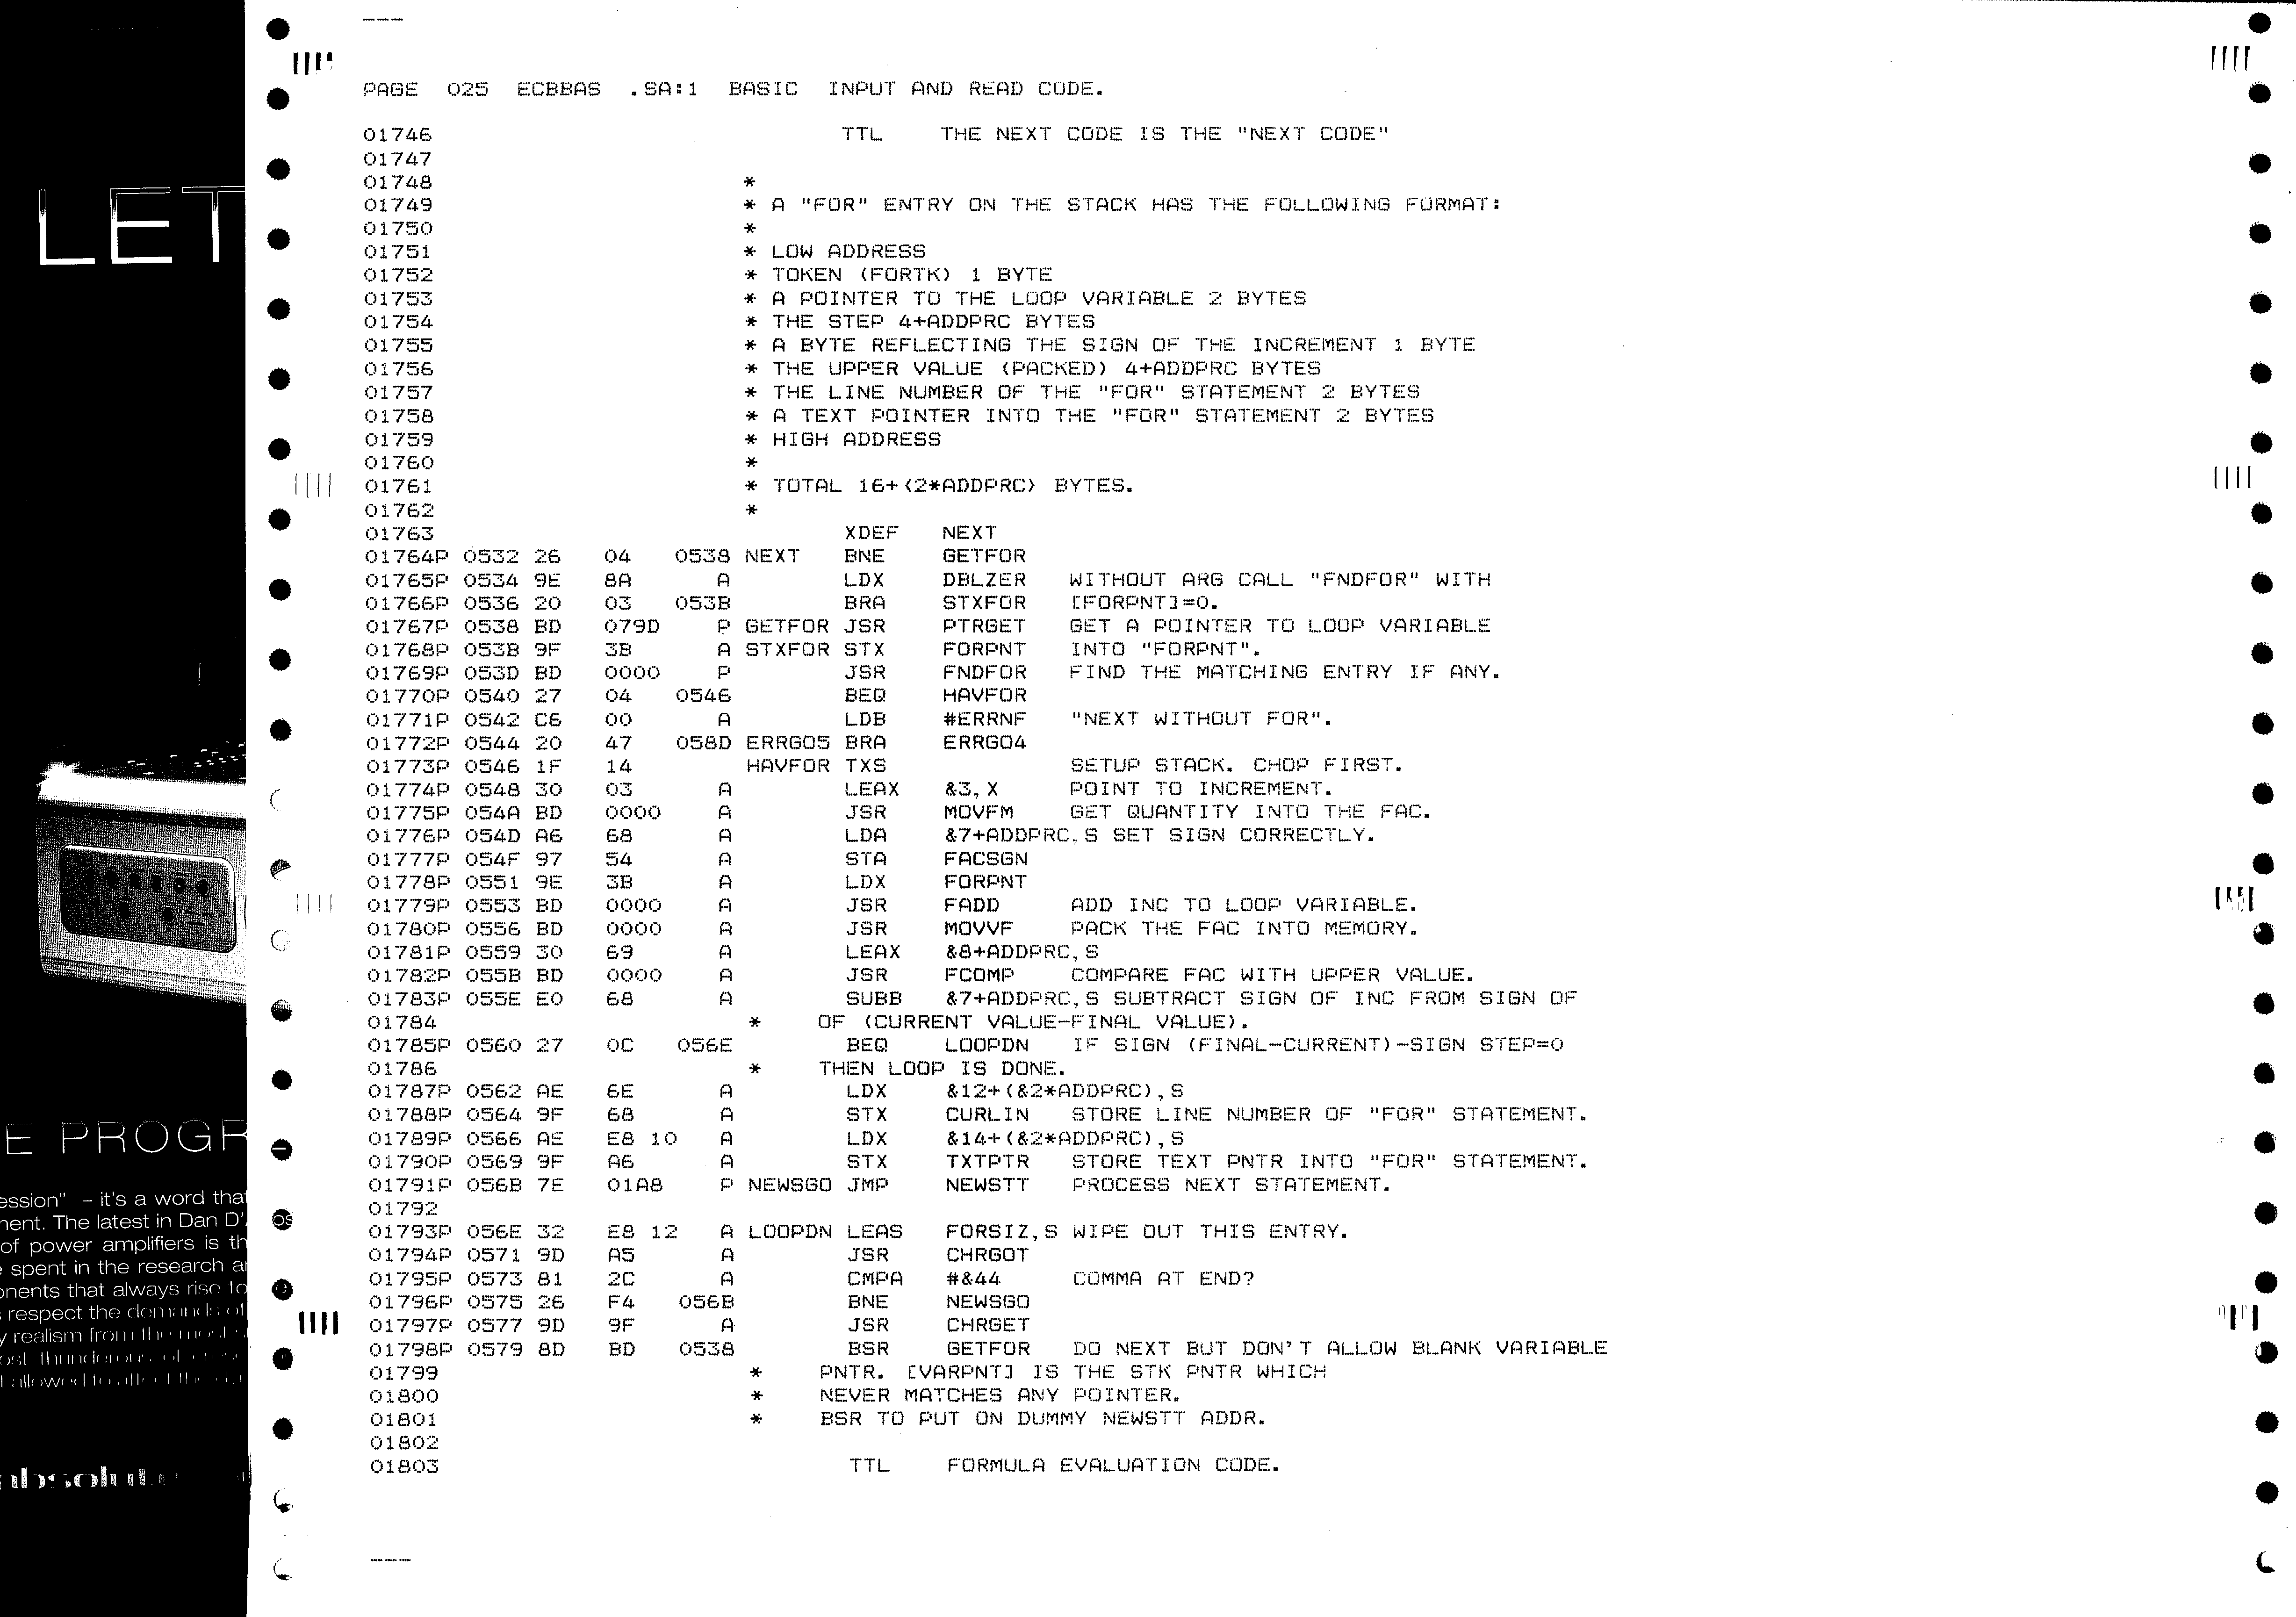 PAGE  025  ECBBAS  .SA:1  BASIC  INPUT AND READ CODE.
01746 TTL THE NEXT CODE IS THE "NEXT CODE"
01747
01748 *
01749 * A "FOR" ENTRY ON THE STACK HAS THE FOLLOWING FORMAT:
01750 *
01751 * LOW ADDRESS
01752 * TOKEN (FORTK) 1 BYTE
01753 * A POINTER TO THE LOOP VARIABLE 2 BYTES
01754 * THE STEP 4+ADDPRC BYTES
01755 * A BYTE REFLECTING THE SIGN OF THE INCREMENT 1 BYTE
01756 * THE UPPER VALUE (PACKED) 4+ADDPRC BYTES
01757 * THE LINE NUMBER OF THE "FOR" STATEMENT 2 BYTES
01758 * A TEXT POINTER INTO THE "FOR" STATEMENT 2 BYTES
01759 * HIGH ADDRESS
01760 *
01761 * TOTAL 16+(2*ADDPRC) BYTES.
01762 *
01763 XDEF NEXT
01764P 0532 26 04 0538 NEXT BNE GETFOR
01765P 0534 9E 8A A LDX DBLZER WITHOUT ARG CALL "FNDFOR" WITH
01766P 0536 20 03 053B BRA STXFOR [FORPNT]=0.
01767P 0538 BD 079D P GETFOR JSR PTRGET GET A POINTER TO LOOP VARIABLE
01768P 053B 9F 3B A STXFOR STX FORPNT INTO "FORPNT".
01769P 053D BD 0000 P JSR FNDFOR FIND THE MATCHING ENTRY IF ANY.
01770P 0540 27 04 0546 BEQ HAVFOR
01771P 0542 C6 00 A LDB #ERRNF "NEXT WITHOUT FOR".
01772P 0544 20 47 058D ERRGO5 BRA ERRGO4
01773P 0546 1F 14 HAVFOR TXS SETUP STACK. CHOP FIRST.
01774P 0548 30 03 A LEAX &3,X POINT TO INCREMENT.
01775P 054A BD 0000 A JSR MOVFM GET QUANTITY INTO THE FAC.
01776P 054D A6 68 A LDA &7+ADDPRC,S SET SIGN CORRECTLY.
01777P 054F 97 54 A STA FACSGN
01778P 0551 9E 3B A LDX FORPNT
01779P 0553 BD 0000 A JSR FADD ADD INC TO LOOP VARIABLE.
01780P 0556 BD 0000 A JSR MOVVF PACK THE FAC INTO MEMORY.
01781P 0559 30 69 A LEAX &8+ADDPRC,S
01782P 055B BD 0000 A JSR FCOMP COMPARE FAC WITH UPPER VALUE.
01783P 055E E0 68 A SUBB &7+ADDPRC,S SUBTRACT SIGN OF INC FROM SIGN OF
01784 * OF (CURRENT VALUE-FINAL VALUE).
01785P 0560 27 0C 056E BEQ LOOPDN IF SIGN (FINAL-CURRENT)-SIGN STEP=0
01786 * THEN LOOP IS DONE.
01787P 0562 AE 6E A LDX &12+(&2*ADDPRC),S
01788P 0564 9F 68 A STX CURLIN STORE LINE NUMBER OF "FOR" STATEMENT.
01789P 0566 AE E8 10 A LDX &14+(&2*ADDPRC),S
01790P 0569 9F A6 A STX TXTPTR STORE TEXT PNTR INTO "FOR" STATEMENT.
01791P 056B 7E 01A8 P NEWSGO JMP NEWSTT PROCESS NEXT STATEMENT.
01792
01793P 056E 32 E8 12 A LOOPDN LEAS FORSIZ,S WIPE OUT THIS ENTRY.
01794P 0571 9D A5 A JSR CHRGOT
01795P 0573 81 2C A CMPA #&44 COMMA AT END?
01796P 0575 26 F4 056B BNE NEWSGO
01797P 0577 9D 9F A JSR CHRGET
01798P 0579 8D BD 0538 BSR GETFOR DO NEXT BUT DON'T ALLOW BLANK VARIABLE
01799 * PNTR. [VARPNT] IS THE STK PNTR WHICH
01800 * NEVER MATCHES ANY POINTER.
01801 * BSR TO PUT ON DUMMY NEWSTT ADDR.
01802
01803 TTL FORMULA EVALUATION CODE.
LET
E PROGR
ession" – it's a word that
nent. The latest in Dan D'
of power amplifiers is th
spent in the research a
onents that always rise to
respect the demands of
y realism from the most